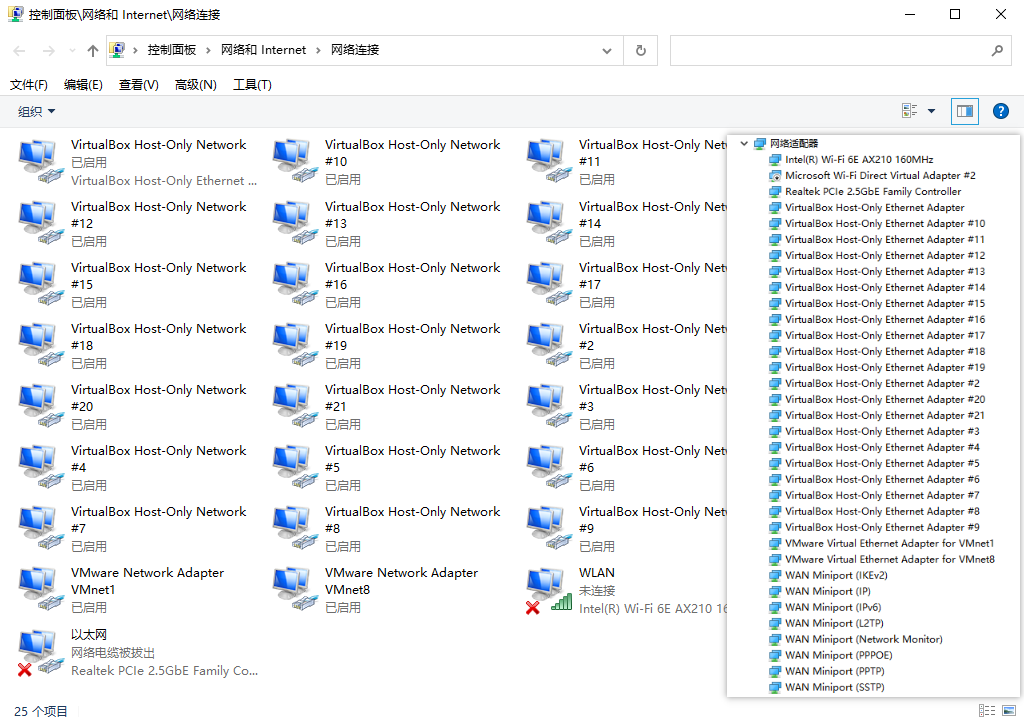 控制面板\网络和 Internet\网络连接
控制面板 › 网络和 Internet › 网络连接
文件(F) 编辑(E) 查看(V) 高级(N) 工具(T)
组织
VirtualBox Host-Only Network
已启用
VirtualBox Host-Only Ethernet ...
VirtualBox Host-Only Network
#10
已启用
VirtualBox Host-Only Net
#11
已启用
VirtualBox Host-Only Network
#12
已启用
VirtualBox Host-Only Network
#13
已启用
VirtualBox Host-Only Net
#14
已启用
VirtualBox Host-Only Network
#15
已启用
VirtualBox Host-Only Network
#16
已启用
VirtualBox Host-Only Net
#17
已启用
VirtualBox Host-Only Network
#18
已启用
VirtualBox Host-Only Network
#19
已启用
VirtualBox Host-Only Net
#2
已启用
VirtualBox Host-Only Network
#20
已启用
VirtualBox Host-Only Network
#21
已启用
VirtualBox Host-Only Net
#3
已启用
VirtualBox Host-Only Network
#4
已启用
VirtualBox Host-Only Network
#5
已启用
VirtualBox Host-Only Net
#6
已启用
VirtualBox Host-Only Network
#7
已启用
VirtualBox Host-Only Network
#8
已启用
VirtualBox Host-Only Net
#9
已启用
VMware Network Adapter
VMnet1
已启用
VMware Network Adapter
VMnet8
已启用
WLAN
未连接
Intel(R) Wi-Fi 6E AX210 16
以太网
网络电缆被拔出
Realtek PCIe 2.5GbE Family Co...
网络适配器
Intel(R) Wi-Fi 6E AX210 160MHz
Microsoft Wi-Fi Direct Virtual Adapter #2
Realtek PCIe 2.5GbE Family Controller
VirtualBox Host-Only Ethernet Adapter
VirtualBox Host-Only Ethernet Adapter #10
VirtualBox Host-Only Ethernet Adapter #11
VirtualBox Host-Only Ethernet Adapter #12
VirtualBox Host-Only Ethernet Adapter #13
VirtualBox Host-Only Ethernet Adapter #14
VirtualBox Host-Only Ethernet Adapter #15
VirtualBox Host-Only Ethernet Adapter #16
VirtualBox Host-Only Ethernet Adapter #17
VirtualBox Host-Only Ethernet Adapter #18
VirtualBox Host-Only Ethernet Adapter #19
VirtualBox Host-Only Ethernet Adapter #2
VirtualBox Host-Only Ethernet Adapter #20
VirtualBox Host-Only Ethernet Adapter #21
VirtualBox Host-Only Ethernet Adapter #3
VirtualBox Host-Only Ethernet Adapter #4
VirtualBox Host-Only Ethernet Adapter #5
VirtualBox Host-Only Ethernet Adapter #6
VirtualBox Host-Only Ethernet Adapter #7
VirtualBox Host-Only Ethernet Adapter #8
VirtualBox Host-Only Ethernet Adapter #9
VMware Virtual Ethernet Adapter for VMnet1
VMware Virtual Ethernet Adapter for VMnet8
WAN Miniport (IKEv2)
WAN Miniport (IP)
WAN Miniport (IPv6)
WAN Miniport (L2TP)
WAN Miniport (Network Monitor)
WAN Miniport (PPPOE)
WAN Miniport (PPTP)
WAN Miniport (SSTP)
25 个项目